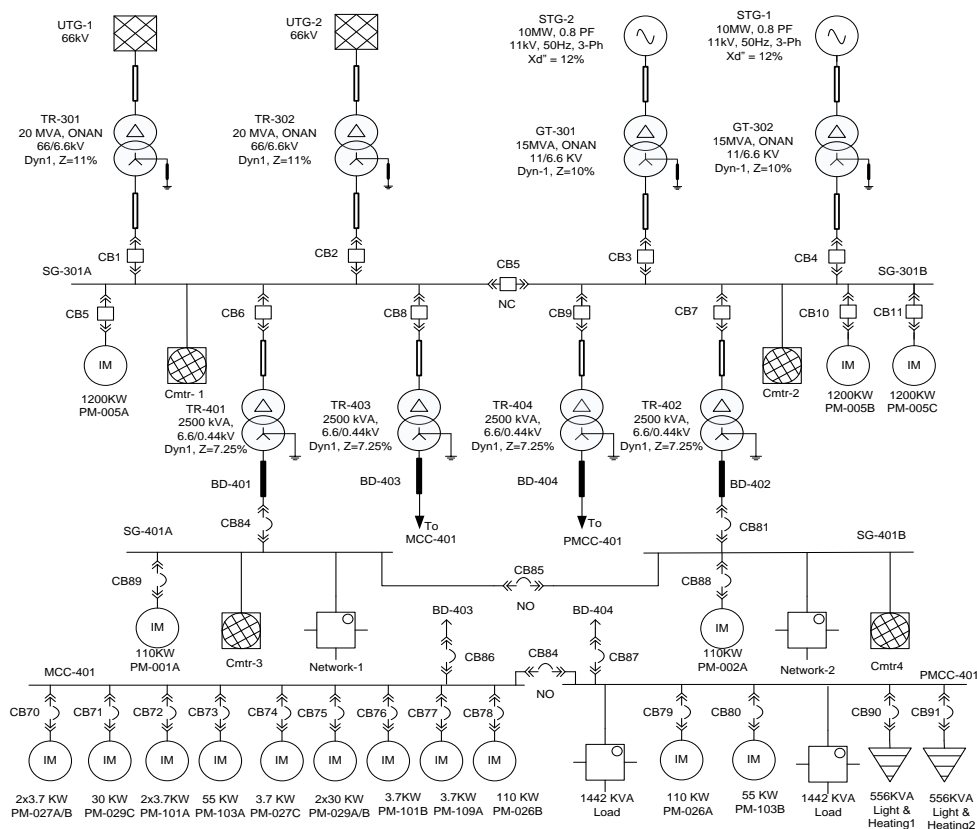 UTG-1
66kV
UTG-2
66kV
STG-2
10MW, 0.8 PF
11kV, 50Hz, 3-Ph
Xd" = 12%
STG-1
10MW, 0.8 PF
11kV, 50Hz, 3-Ph
Xd" = 12%
TR-301
20 MVA, ONAN
66/6.6kV
Dyn1, Z=11%
TR-302
20 MVA, ONAN
66/6.6kV
Dyn1, Z=11%
GT-301
15MVA, ONAN
11/6.6 KV
Dyn-1, Z=10%
GT-302
15MVA, ONAN
11/6.6 KV
Dyn-1, Z=10%
CB1
CB2
CB3
CB4
SG-301A
CB5
NC
SG-301B
CB5
CB6
CB8
CB9
CB7
CB10
CB11
IM
IM
IM
1200KW
PM-005A
Cmtr- 1
Cmtr-2
1200KW
PM-005B
1200KW
PM-005C
TR-401
2500 kVA,
6.6/0.44kV
Dyn1, Z=7.25%
TR-403
2500 kVA,
6.6/0.44kV
Dyn1, Z=7.25%
TR-404
2500 kVA,
6.6/0.44kV
Dyn1, Z=7.25%
TR-402
2500 kVA,
6.6/0.44kV
Dyn1, Z=7.25%
BD-401
BD-403
BD-404
BD-402
CB84
To
MCC-401
To
PMCC-401
CB81
SG-401A
SG-401B
CB89
CB85
NO
CB88
IM
IM
110KW
PM-001A
Cmtr-3
Network-1
BD-403
BD-404
110KW
PM-002A
Network-2
Cmtr4
CB86
CB84
NO
CB87
MCC-401
PMCC-401
CB70
CB71
CB72
CB73
CB74
CB75
CB76
CB77
CB78
CB79
CB80
CB90
CB91
IM
IM
IM
IM
IM
IM
IM
IM
IM
IM
IM
2x3.7 KW
PM-027A/B
30 KW
PM-029C
2x3.7KW
PM-101A
55 KW
PM-103A
3.7 KW
PM-027C
2x30 KW
PM-029A/B
3.7KW
PM-101B
3.7KW
PM-109A
110 KW
PM-026B
1442 KVA
Load
110 KW
PM-026A
55 KW
PM-103B
1442 KVA
Load
556KVA
Light &
Heating1
556KVA
Light &
Heating2